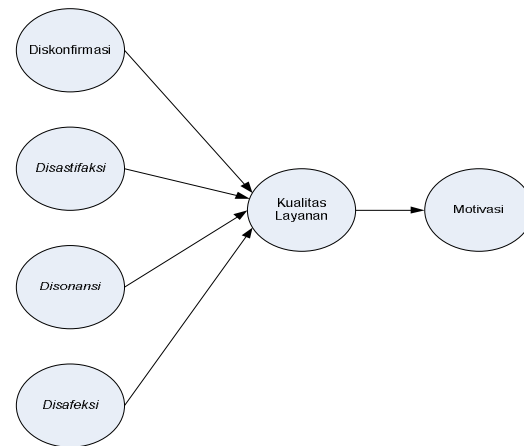 Diskonfirmasi
Disastifaksi
Kualitas
Layanan
Motivasi
Disonansi
Disafeksi